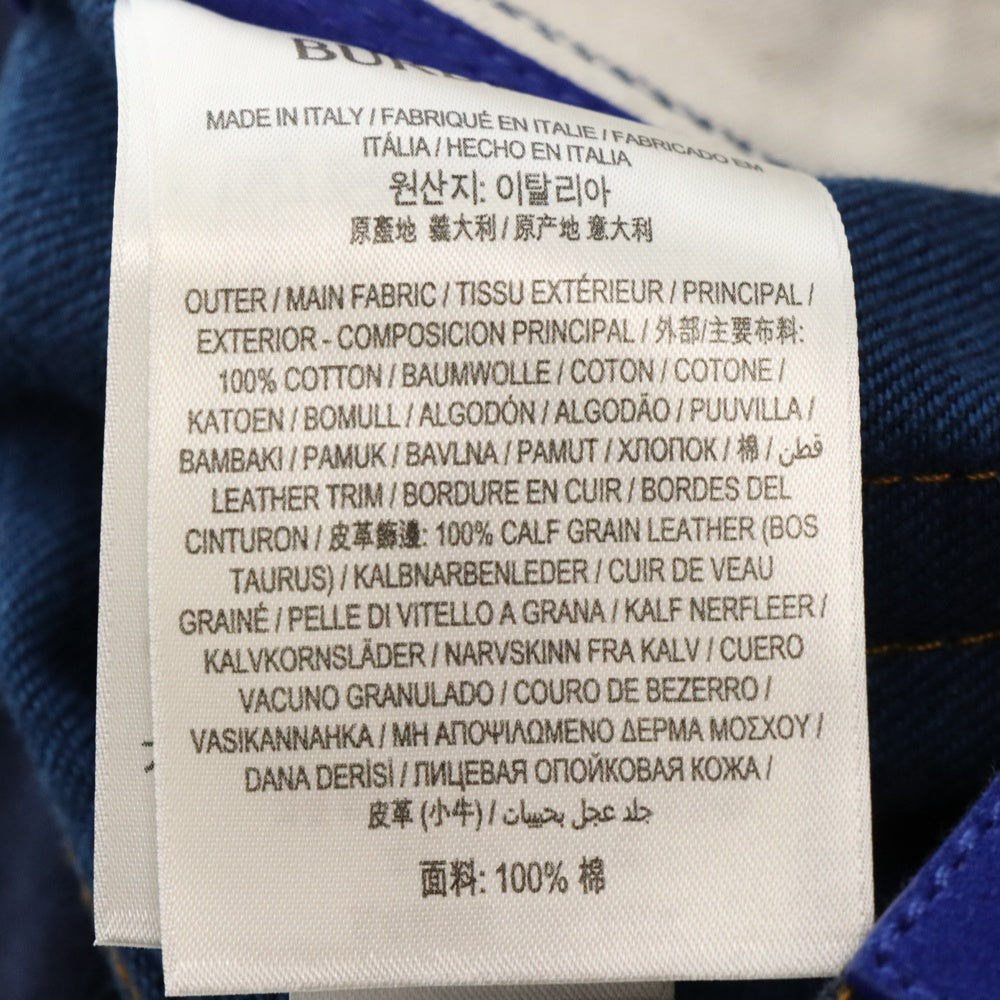 MADE IN ITALY / FABRIQUÉ EN ITALIE / FABRICADO EM
ITÁLIA / HECHO EN ITALIA
원산지: 이탈리아
原產地 義大利 / 原产地 意大利
OUTER / MAIN FABRIC / TISSU EXTÉRIEUR / PRINCIPAL /
EXTERIOR - COMPOSICION PRINCIPAL / 外部/主要布料:
100% COTTON / BAUMWOLLE / COTON / COTONE /
KATOEN / BOMULL / ALGODÓN / ALGODÃO / PUUVILLA /
BAMBAKI / PAMUK / BAVLNA / PAMUT / ХЛОПОК / 棉 / قطن
LEATHER TRIM / BORDURE EN CUIR / BORDES DEL
CINTURON / 皮革飾邊: 100% CALF GRAIN LEATHER (BOS
TAURUS) / KALBNARBENLEDER / CUIR DE VEAU
GRAINÉ / PELLE DI VITELLO A GRANA / KALF NERFLEER /
KALVKORNSLÄDER / NARVSKINN FRA KALV / CUERO
VACUNO GRANULADO / COURO DE BEZERRO /
VASIKANNAHKA / ΜΗ ΑΠΟΨΙΛΩΜΕΝΟ ΔΕΡΜΑ ΜΟΣΧΟΥ /
DANA DERİSİ / ЛИЦЕВАЯ ОПОЙКОВАЯ КОЖА /
皮革 (小牛) / جلد عجل بحبيبات
面料: 100% 棉